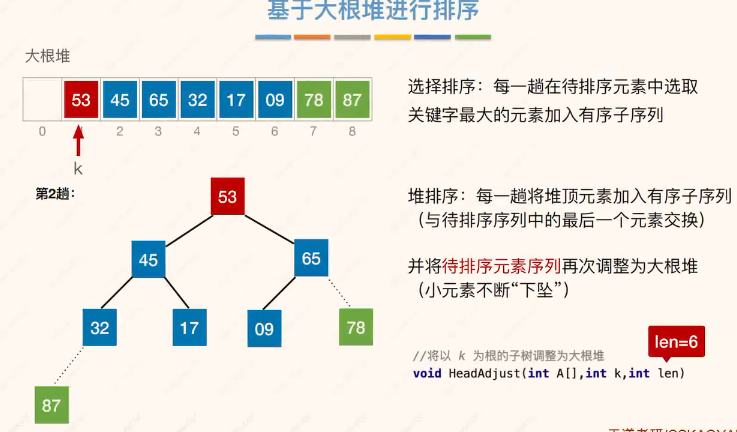 基于大根堆进行排序
大根堆
53 45 65 32 17 09 78 87
0 2 3 4 5 6 7 8
k
选择排序：每一趟在待排序元素中选取
关键字最大的元素加入有序子序列
第2趟：
53
45 65
32 17 09 78
87
堆排序：每一趟将堆顶元素加入有序子序列
（与待排序序列中的最后一个元素交换）
并将待排序元素序列再次调整为大根堆
（小元素不断“下坠”）
len=6
//将以 k 为根的子树调整为大根堆
void HeadAdjust(int A[],int k,int len)